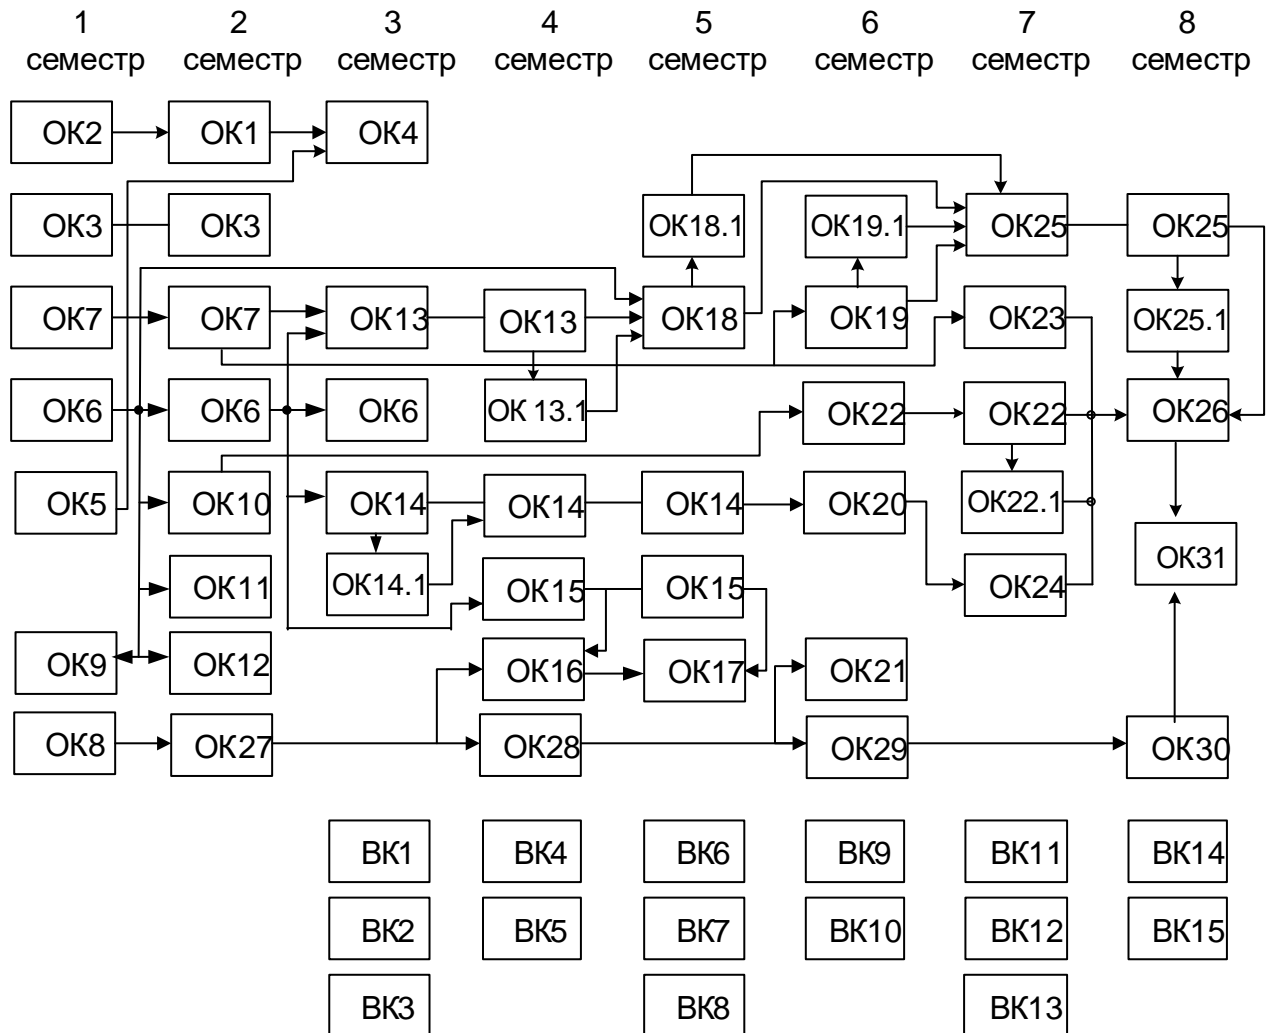 1 2 3 4 5 6 7 8
семестр семестр семестр семестр семестр семестр семестр семестр
ОК2 ОК1 ОК4
ОК3 ОК3 ОК18.1 ОК19.1 ОК25 ОК25
ОК7 ОК7 ОК13 ОК13 ОК18 ОК19 ОК23 ОК25.1
ОК6 ОК6 ОК6 ОК 13.1 ОК22 ОК22 ОК26
ОК5 ОК10 ОК14 ОК14 ОК14 ОК20 ОК22.1
ОК11 ОК14.1 ОК15 ОК15 ОК24 ОК31
ОК9 ОК12 ОК16 ОК17 ОК21
ОК8 ОК27 ОК28 ОК29 ОК30
ВК1 ВК4 ВК6 ВК9 ВК11 ВК14
ВК2 ВК5 ВК7 ВК10 ВК12 ВК15
ВК3 ВК8 ВК13